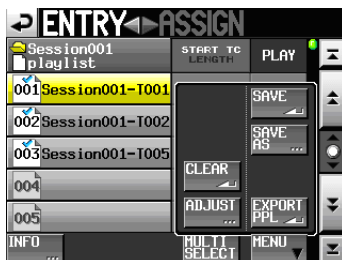 ENTRY ASSIGN
Session001 START TC PLAY
playlist LENGTH
001 Session001-T001
SAVE
002 Session001-T002
SAVE
AS ...
003 Session001-T005
CLEAR
004
ADJUST ... EXPORT
PPL
005
INFO ... MULTI
SELECT MENU